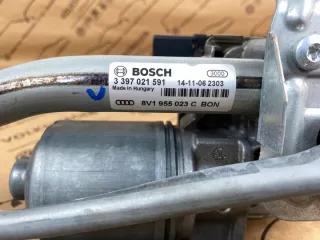 BOSCH
3 397 021 591 14-11-06 2303
Made in Hungary
8V1 955 023 C BON